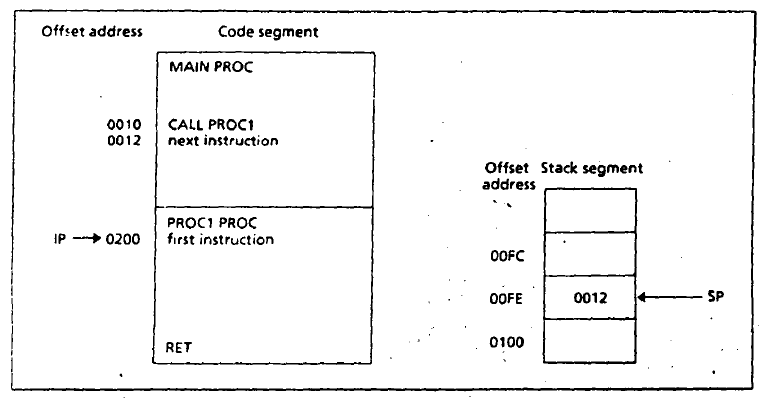 Offset address Code segment
MAIN PROC
0010 CALL PROC1
0012 next instruction
Offset Stack segment
address
PROC1 PROC
IP 0200 first instruction
00FC
00FE 0012 SP
0100
RET